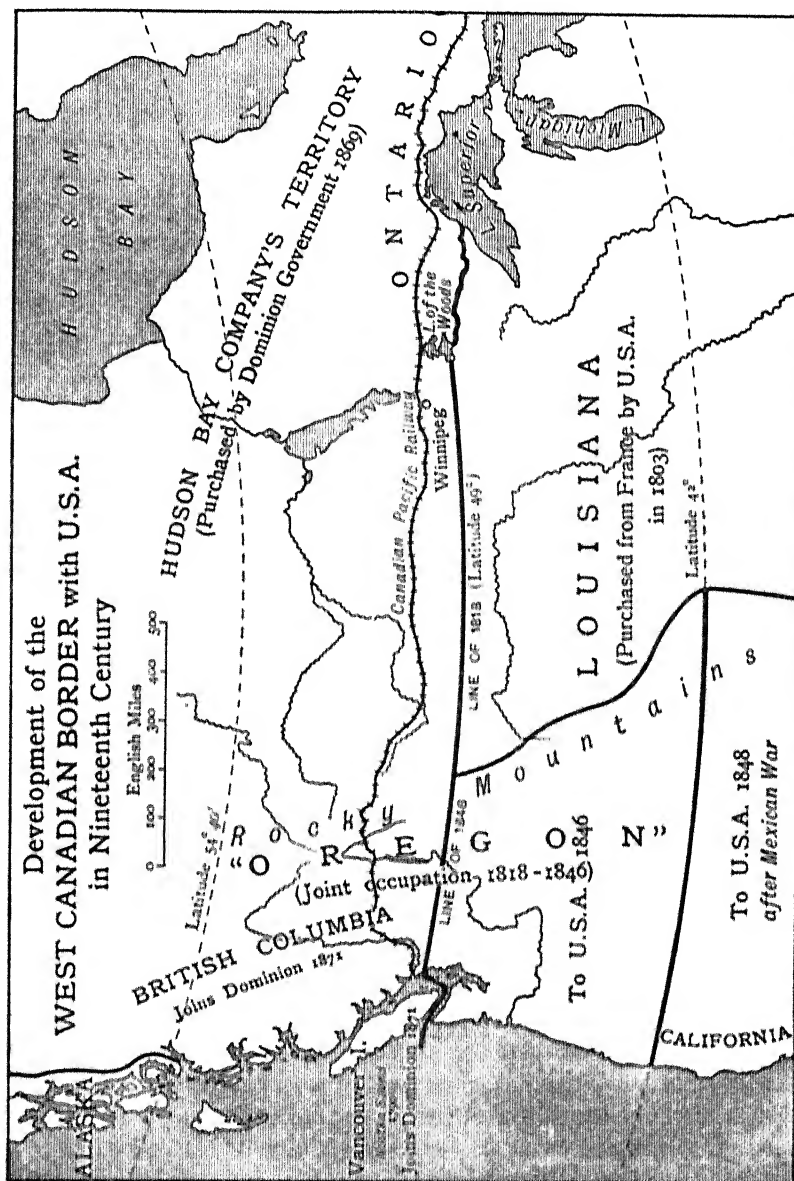 Development of the
WEST CANADIAN BORDER with U.S.A.
in Nineteenth Century
English Miles
0 100 200 300 400 500
HUDSON
BAY
HUDSON BAY COMPANY'S TERRITORY
(Purchased by Dominion Government 1869)
ALASKA
Latitude 54° 40'
BRITISH COLUMBIA
Joins Dominion 1871
Rocky
Mountains
"OREGON"
(Joint occupation, 1818-1846)
Canadian Pacific Railway
Winnipeg
L. of the
Woods
ONTARIO
L. Superior
L. Michigan
Vancouver I.
Joins Dominion 1871
LINE OF 1846
LINE OF 1818 (Latitude 49°)
To U.S.A. 1846
LOUISIANA
(Purchased from France by U.S.A.
in 1803)
Latitude 42°
To U.S.A. 1848
after Mexican War
CALIFORNIA